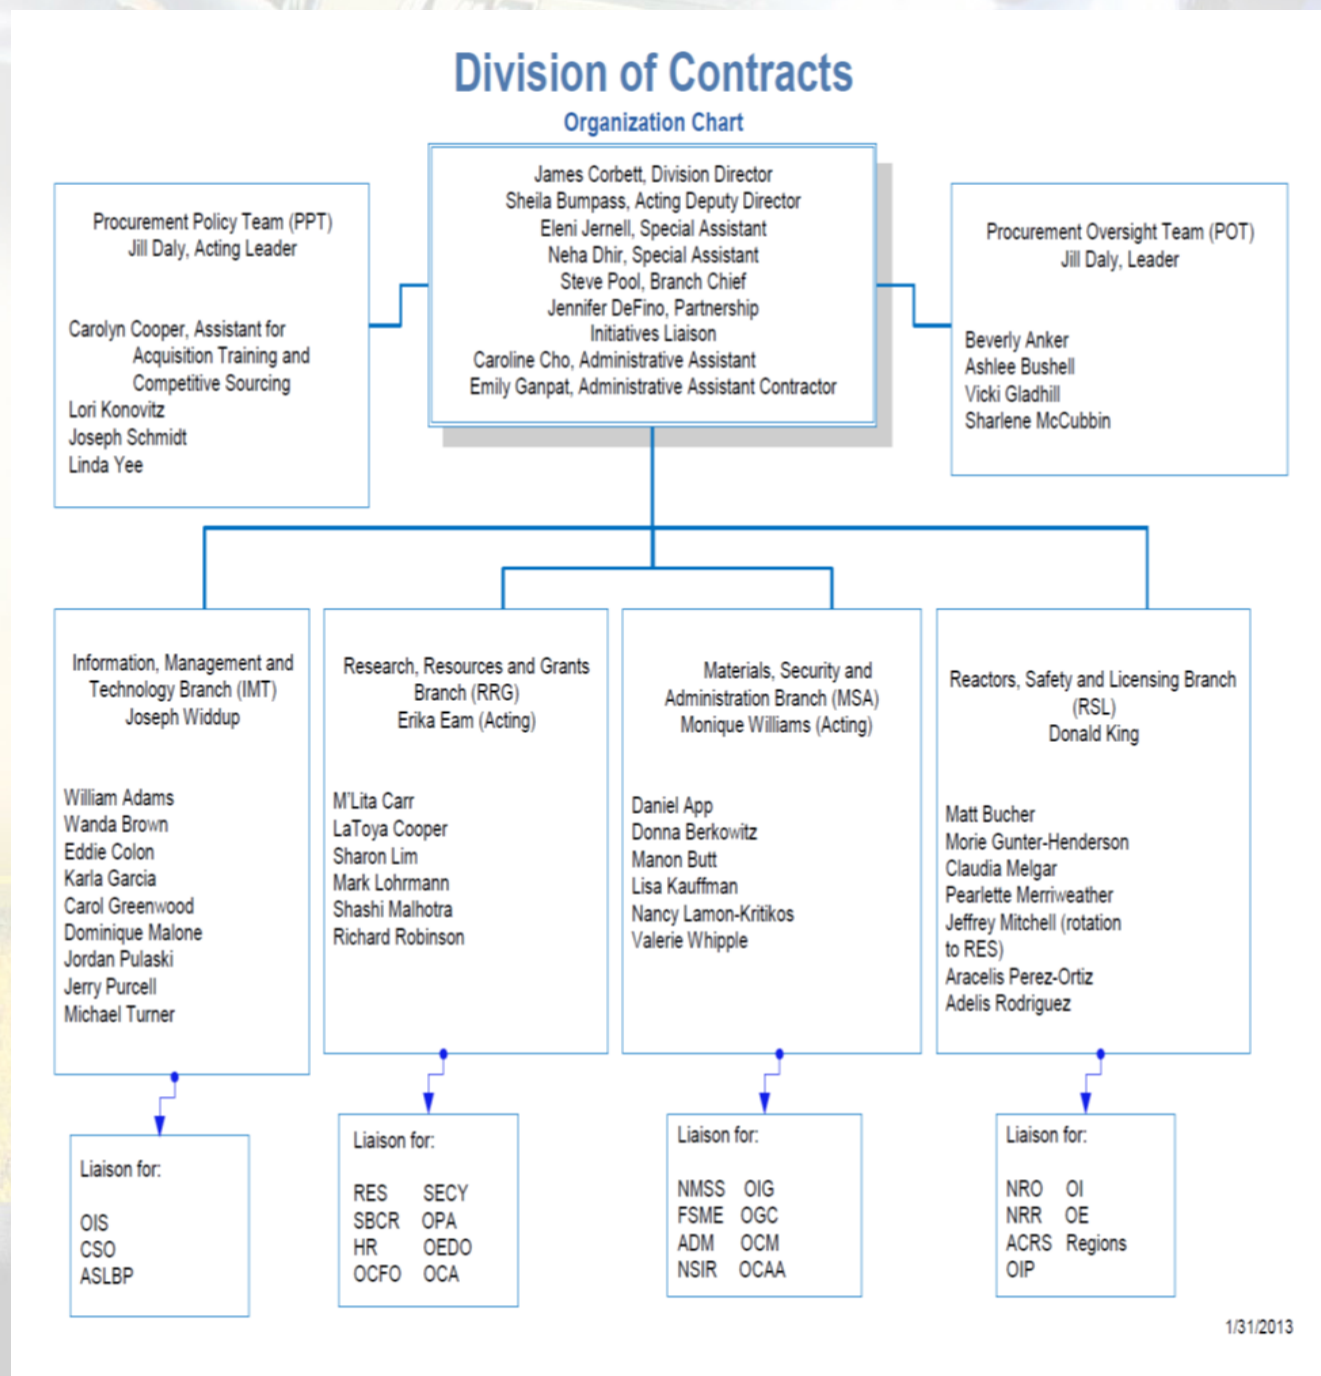 Division of Contracts
Organization Chart
James Corbett, Division Director
Sheila Bumpass, Acting Deputy Director
Eleni Jernell, Special Assistant
Neha Dhir, Special Assistant
Steve Pool, Branch Chief
Jennifer DeFino, Partnership
Initiatives Liaison
Caroline Cho, Administrative Assistant
Emily Ganpat, Administrative Assistant Contractor
Procurement Policy Team (PPT)
Jill Daly, Acting Leader
Carolyn Cooper, Assistant for
Acquisition Training and
Competitive Sourcing
Lori Konovitz
Joseph Schmidt
Linda Yee
Procurement Oversight Team (POT)
Jill Daly, Leader
Beverly Anker
Ashlee Bushell
Vicki Gladhill
Sharlene McCubbin
Information, Management and
Technology Branch (IMT)
Joseph Widdup
William Adams
Wanda Brown
Eddie Colon
Karla Garcia
Carol Greenwood
Dominique Malone
Jordan Pulaski
Jerry Purcell
Michael Turner
Research, Resources and Grants
Branch (RRG)
Erika Eam (Acting)
M'Lita Carr
LaToya Cooper
Sharon Lim
Mark Lohrmann
Shashi Malhotra
Richard Robinson
Materials, Security and
Administration Branch (MSA)
Monique Williams (Acting)
Daniel App
Donna Berkowitz
Manon Butt
Lisa Kauffman
Nancy Lamon-Kritikos
Valerie Whipple
Reactors, Safety and Licensing Branch
(RSL)
Donald King
Matt Bucher
Morie Gunter-Henderson
Claudia Melgar
Pearlette Merriweather
Jeffrey Mitchell (rotation
to RES)
Aracelis Perez-Ortiz
Adelis Rodriguez
Liaison for:
OIS
CSO
ASLBP
Liaison for:
RES SECY
SBCR OPA
HR OEDO
OCFO OCA
Liaison for:
NMSS OIG
FSME OGC
ADM OCM
NSIR OCAA
Liaison for:
NRO OI
NRR OE
ACRS Regions
OIP
1/31/2013